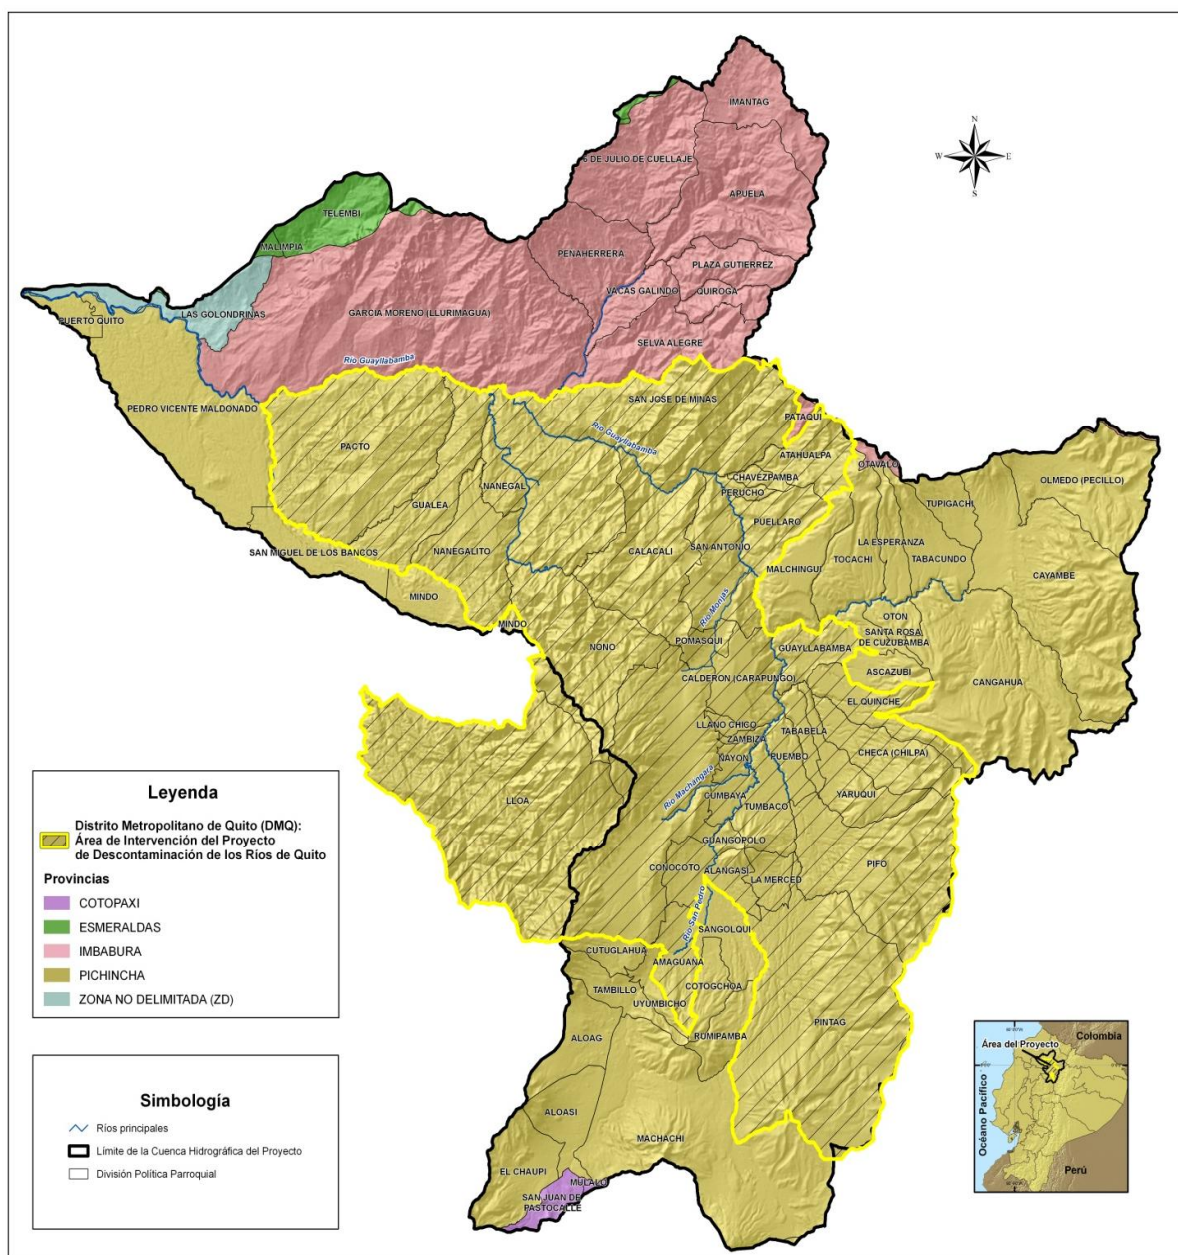 IMANTAG
N
W
E
S
6 DE JULIO DE CUELLAJE
APUELA
TELEMBI
MALIMPIA
PENAHERRERA
PLAZA GUTIERREZ
VACAS GALINDO
QUIROGA
LAS GOLONDRINAS
GARCIA MORENO (LLURIMAGUA)
PUERTO QUITO
SELVA ALEGRE
Río Guayllabamba
PEDRO VICENTE MALDONADO
SAN JOSE DE MINAS
PATAQUI
PACTO
Río Guayllabamba
ATAHUALPA
OTAVALO
CHAVEZPAMBA
OLMEDO (PECILLO)
NANEGAL
PERUCHO
GUALEA
TUPIGACHI
PUELLARO
LA ESPERANZA
SAN MIGUEL DE LOS BANCOS
NANEGALITO
CALACALI
SAN ANTONIO
TOCACHI
TABACUNDO
MALCHINGUI
CAYAMBE
MINDO
Río Monjas
OTON
MINDO
SANTA ROSA
DE CUZUBAMBA
NONO
POMASQUI
GUAYLLABAMBA
ASCAZUBI
CALDERON (CARAPUNGO)
CANGAHUA
EL QUINCHE
LLANO CHICO
ZAMBIZA
TABABELA
CHECA (CHILPA)
NAYON
PUEMBO
Río Machángara
LLOA
CUMBAYA
TUMBACO
YARUQUI
GUANGOPOLO
CONOCOTO
ALANGASI
LA MERCED
PIFO
Río San Pedro
SANGOLQUI
CUTUGLAHUA
AMAGUANA
TAMBILLO
COTOGCHOA
UYUMBICHO
PINTAG
ALOAG
RUMIPAMBA
ALOASI
MACHACHI
EL CHAUPI
MULALO
SAN JUAN DE
PASTOCALLE
Leyenda
Distrito Metropolitano de Quito (DMQ):
Área de Intervención del Proyecto
de Descontaminación de los Ríos de Quito
Provincias
COTOPAXI
ESMERALDAS
IMBABURA
PICHINCHA
ZONA NO DELIMITADA (ZD)
Simbología
Ríos principales
Límite de la Cuenca Hidrográfica del Proyecto
División Política Parroquial
Colombia
Área del Proyecto
Océano Pacífico
Perú